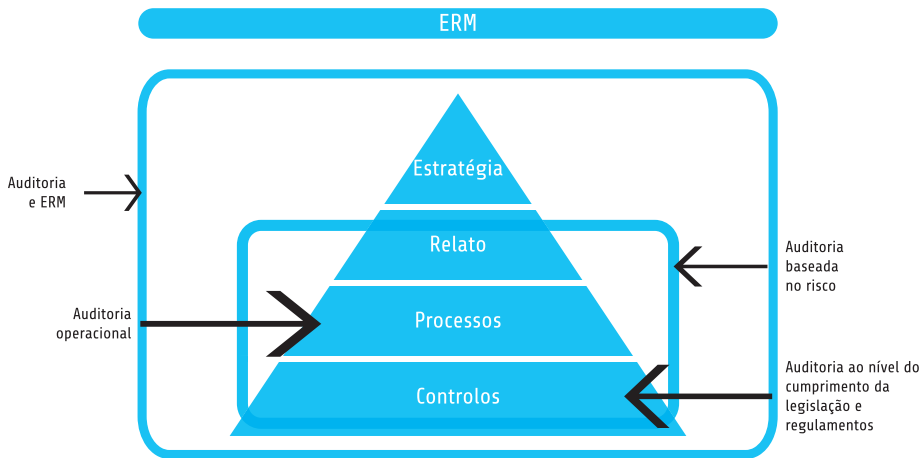 ERM
Estratégia
Auditoria
e ERM
Relato
Auditoria
baseada
no risco
Auditoria
operacional
Processos
Controlos
Auditoria ao nível do
cumprimento da
legislação e
regulamentos